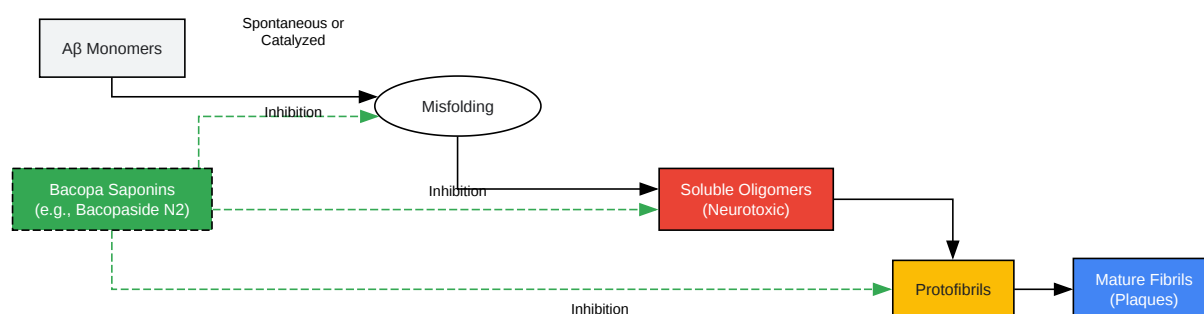 Spontaneous or
Catalyzed
Aβ Monomers
Misfolding
Inhibition
Bacopa Saponins
(e.g., Bacopaside N2)
Inhibition
Soluble Oligomers
(Neurotoxic)
Protofibrils
Mature Fibrils
(Plaques)
Inhibition